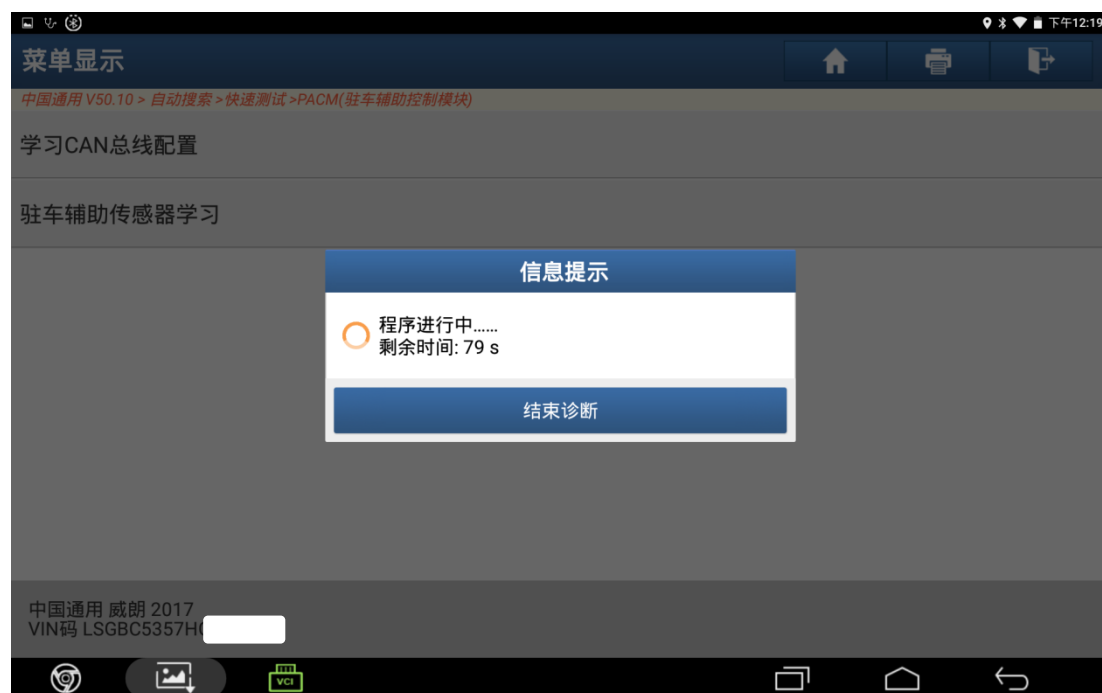 下午12:19
菜单显示
中国通用 V50.10 > 自动搜索 >快速测试 >PACM(驻车辅助控制模块)
学习CAN总线配置
驻车辅助传感器学习
信息提示
程序进行中......
剩余时间: 79 s
结束诊断
中国通用 威朗 2017
VIN码 LSGBC5357H
VCI